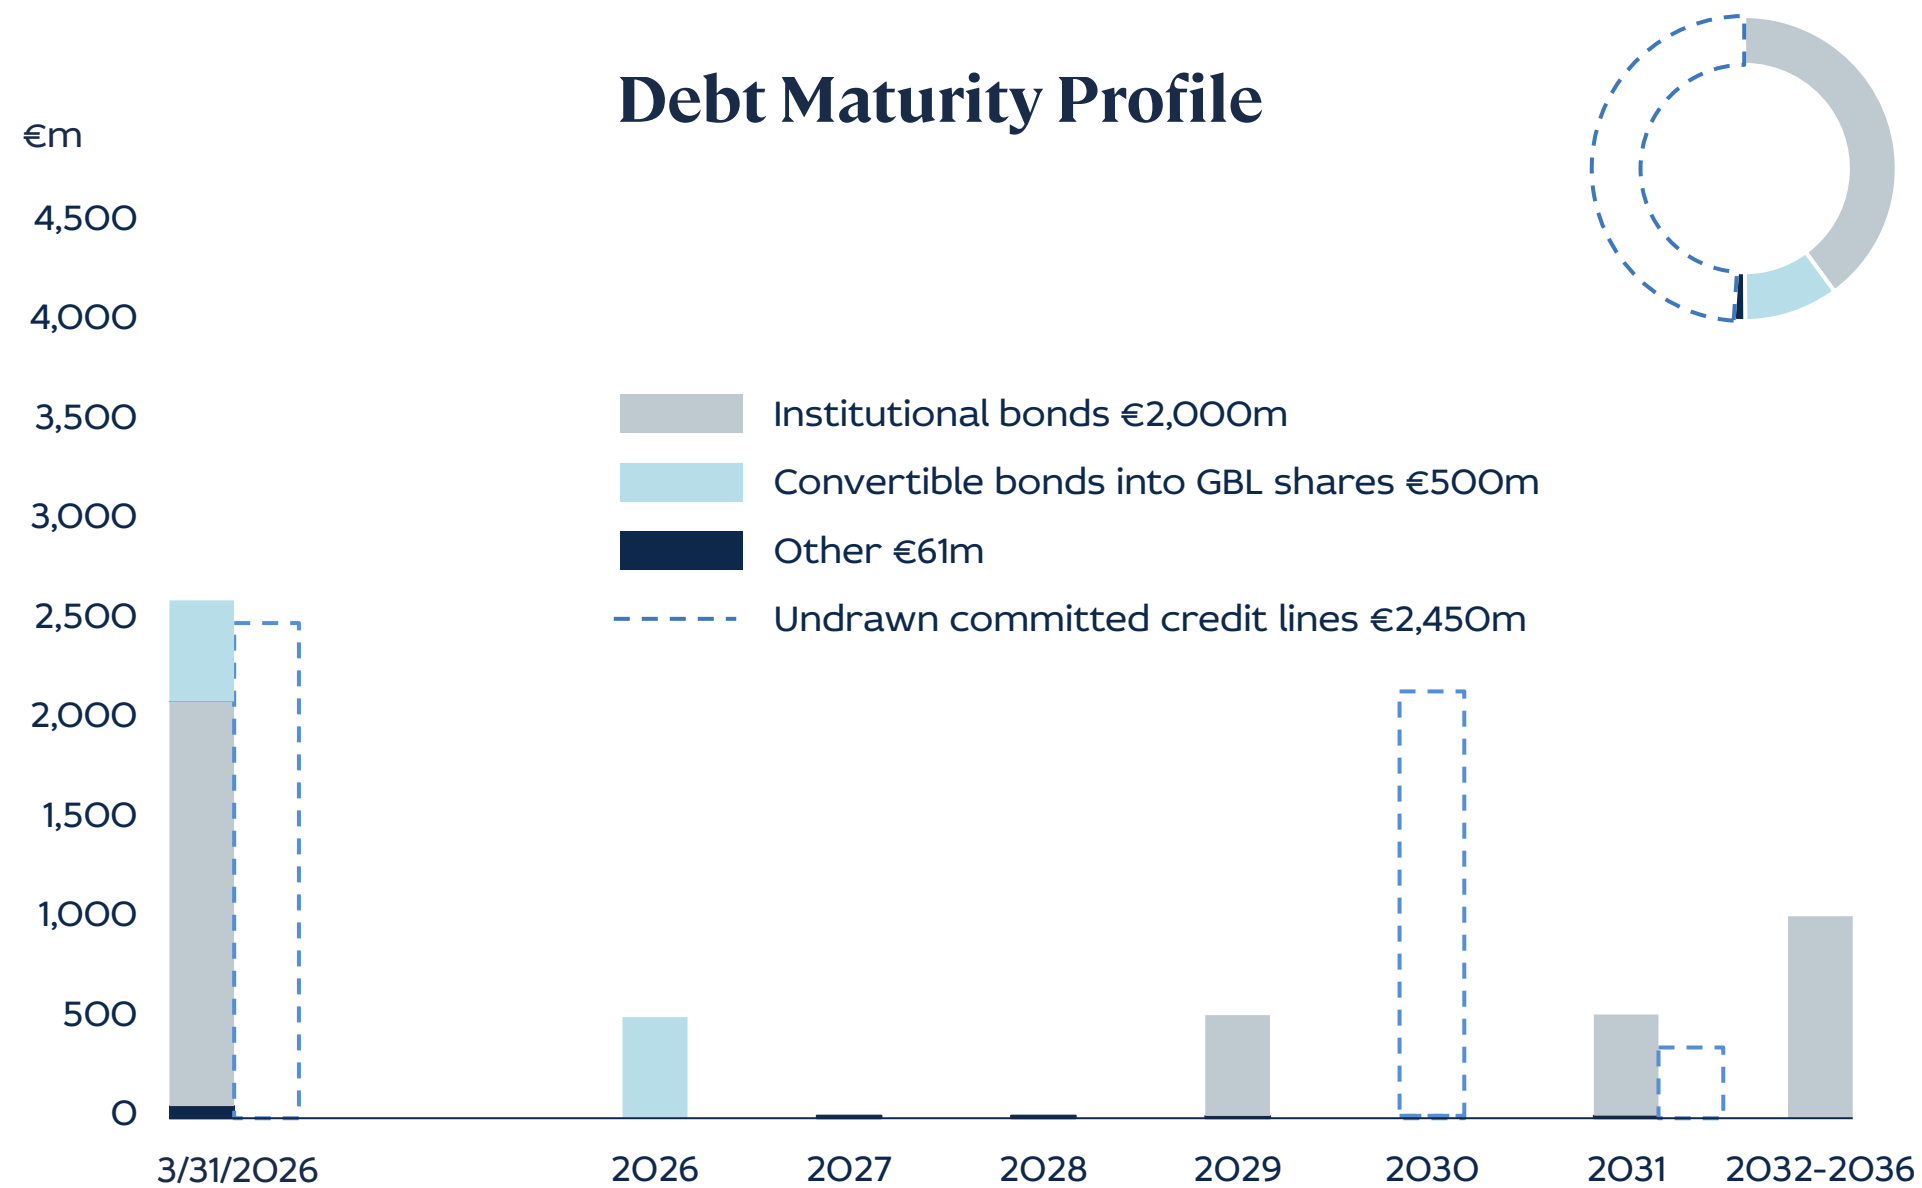 Debt Maturity Profile
€m
4,500
4,000
3,500
3,000
2,500
2,000
1,500
1,000
500
0
Institutional bonds €2,000m
Convertible bonds into GBL shares €500m
Other €61m
Undrawn committed credit lines €2,450m
3/31/2026 2026 2027 2028 2029 2030 2031 2032-2036